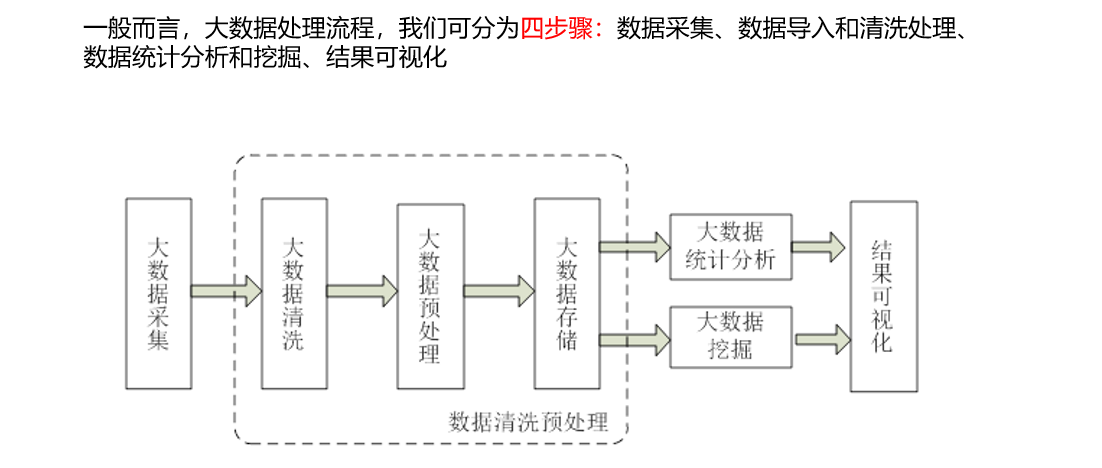 一般而言，大数据处理流程，我们可分为四步骤：数据采集、数据导入和清洗处理、
数据统计分析和挖掘、结果可视化
大数据采集
大数据清洗
大数据预处理
大数据存储
大数据
统计分析
大数据
挖掘
结果可视化
数据清洗预处理